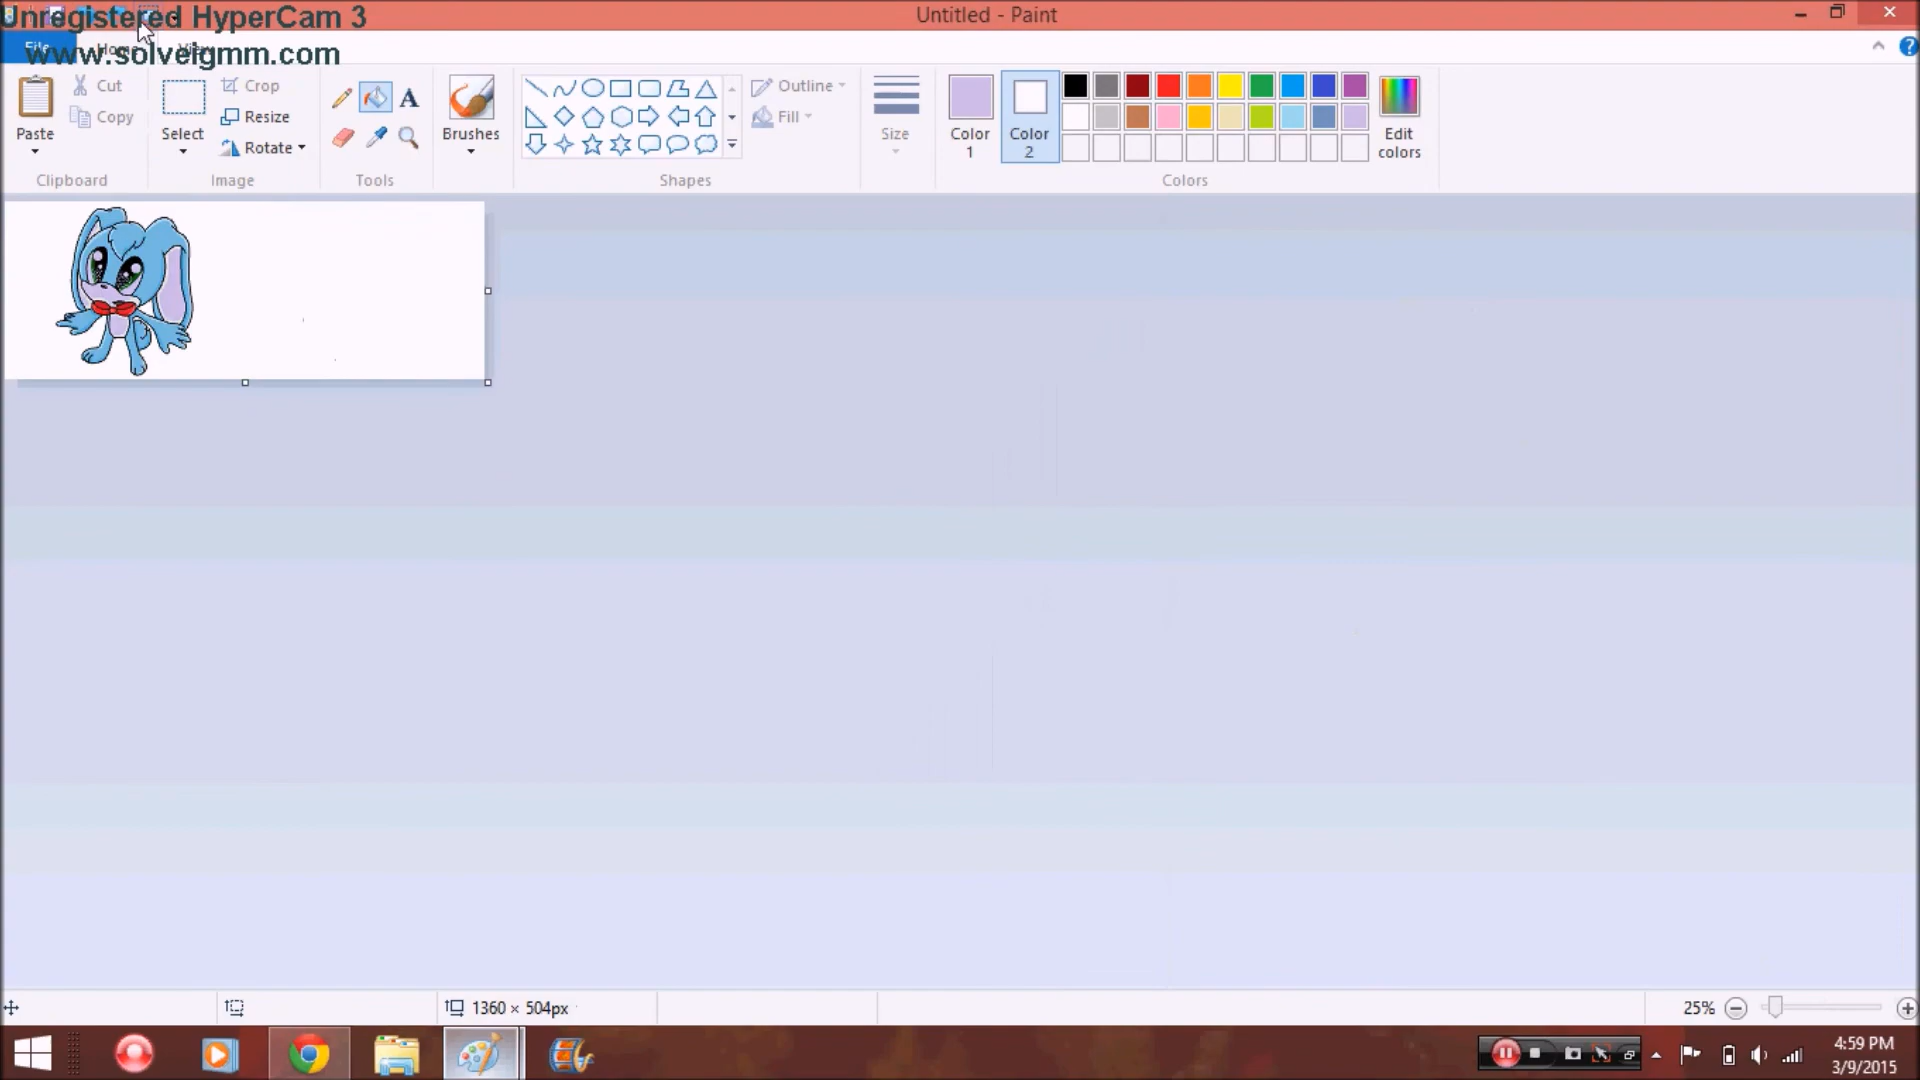 Unregistered HyperCam 3
Untitled - Paint
File
Home
View
www.solveigmm.com
Paste
Cut
Copy
Clipboard
Select
Crop
Resize
Rotate
Image
A
Tools
Brushes
Shapes
Outline
Fill
Size
Color
1
Color
2
Edit
colors
Colors
1360 × 504px
25%
4:59 PM
3/9/2015